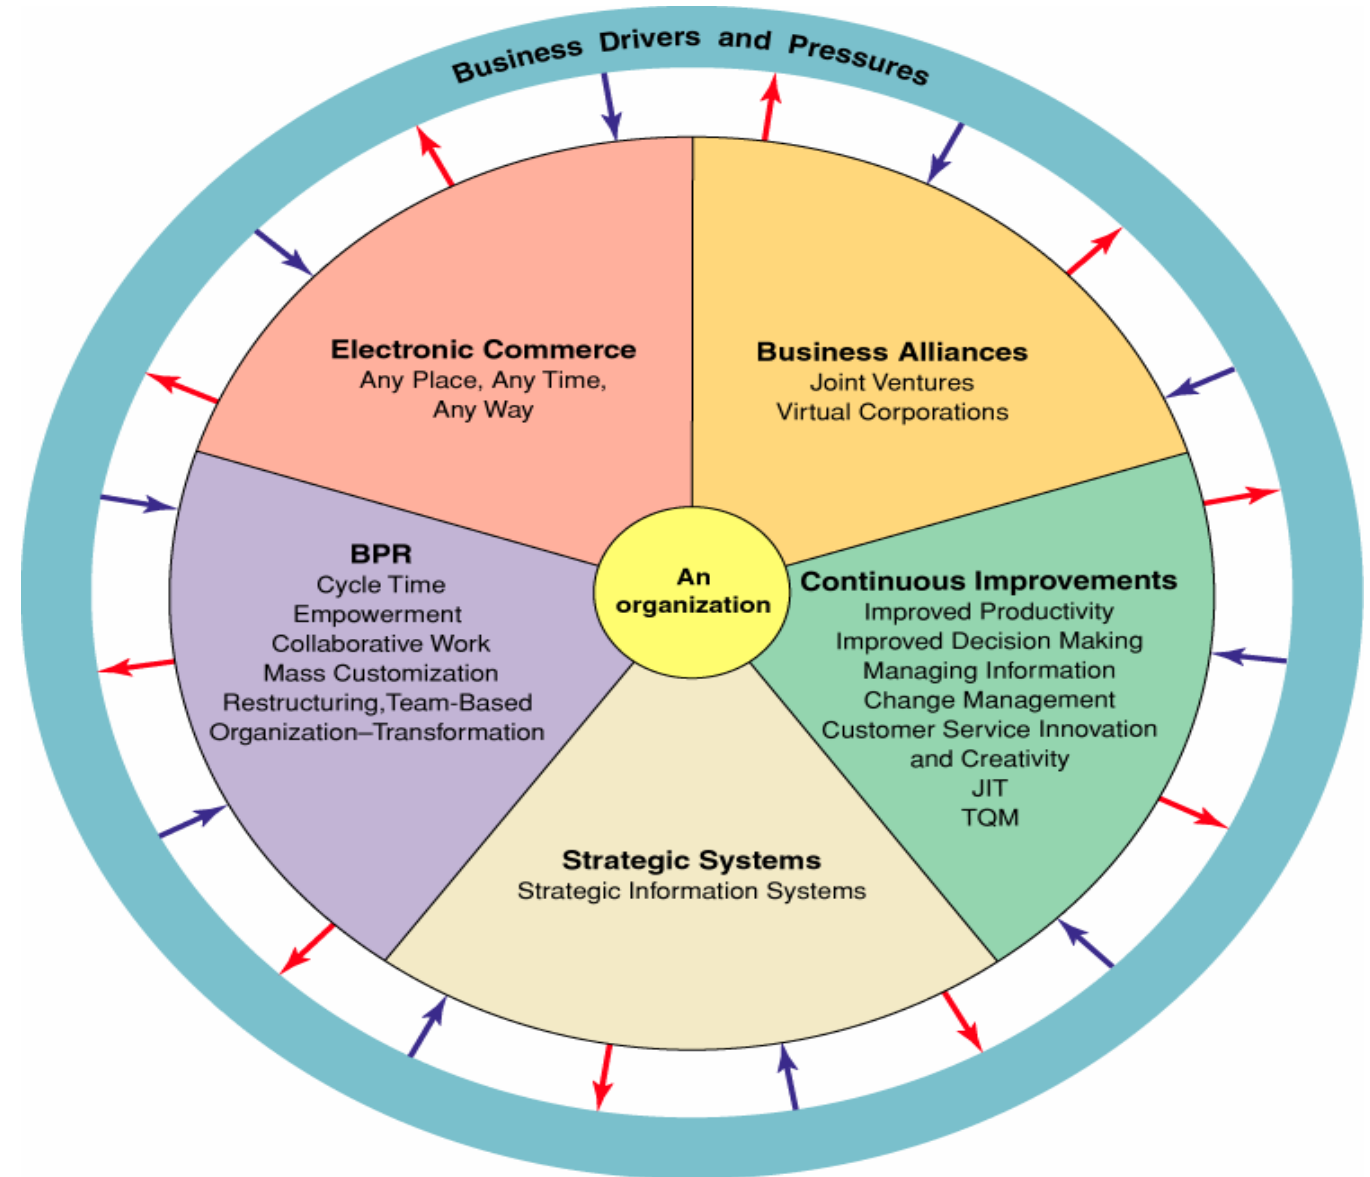 Business Drivers and Pressures
Electronic Commerce
Any Place, Any Time,
Any Way
Business Alliances
Joint Ventures
Virtual Corporations
BPR
Cycle Time
Empowerment
Collaborative Work
Mass Customization
Restructuring,Team-Based
Organization–Transformation
An
organization
Continuous Improvements
Improved Productivity
Improved Decision Making
Managing Information
Change Management
Customer Service Innovation
and Creativity
JIT
TQM
Strategic Systems
Strategic Information Systems